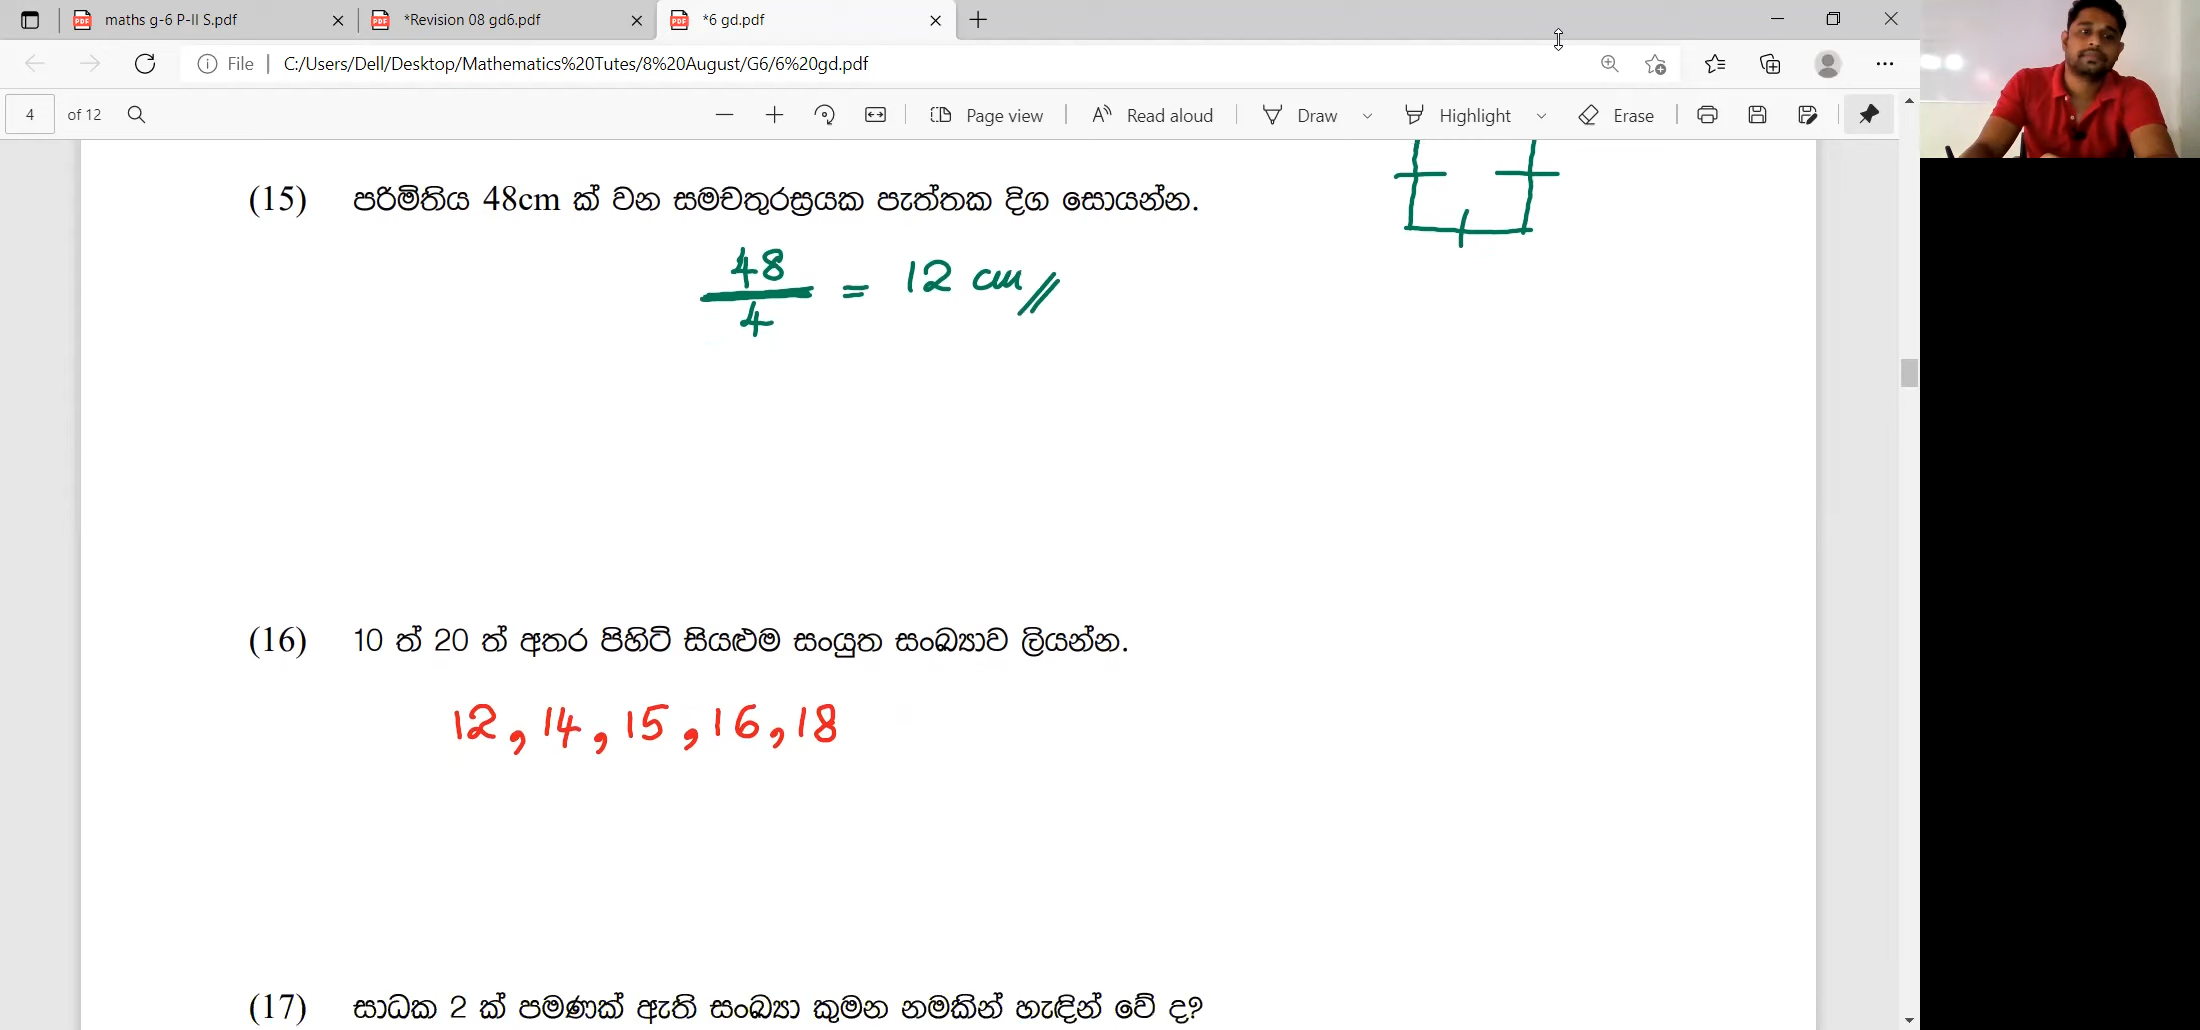 maths g-6 P-II S.pdf
*Revision 08 gd6.pdf
*6 gd.pdf
File
C:/Users/Dell/Desktop/Mathematics%20Tutes/8%20August/G6/6%20gd.pdf
4 of 12
Page view
Read aloud
Draw
Highlight
Erase
(15) පරිමිතිය 48cm ක් වන සමචතුරස්‍රයක පැත්තක දිග සොයන්න.
48
4
= 12 cm //
(16) 10 ත් 20 ත් අතර පිහිටි සියළුම සංයුත සංඛ්‍යාව ලියන්න.
12, 14, 15, 16, 18
(17) සාධක 2 ක් පමණක් ඇති සංඛ්‍යා කුමන නමකින් හැඳින් වේ ද?